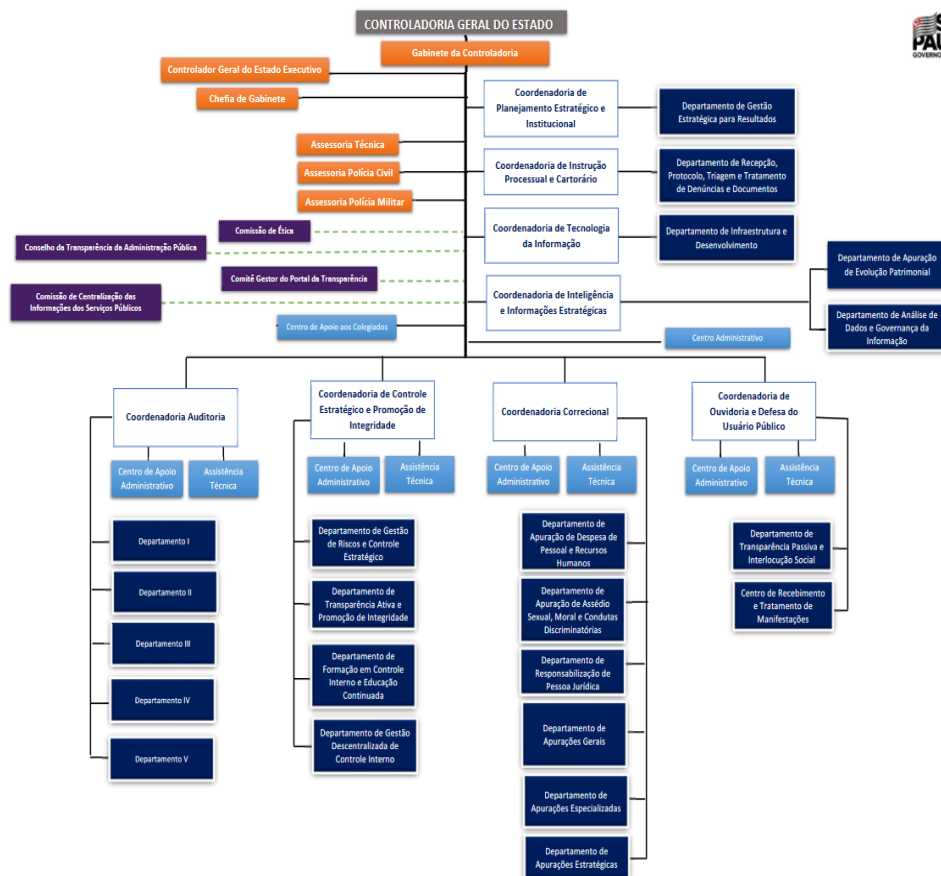 CONTROLADORIA GERAL DO ESTADO
Gabinete da Controladoria
Controlador Geral do Estado Executivo
Chefia de Gabinete
Assessoria Técnica
Assessoria Polícia Civil
Assessoria Polícia Militar
Comissão de Ética
Conselho da Transparência da Administração Pública
Comitê Gestor do Portal da Transparência
Comissão de Centralização das
Informações dos Serviços Públicos
Centro de Apoio aos Colegiados
Coordenadoria de
Planejamento Estratégico e
Institucional
Departamento de Gestão
Estratégica para Resultados
Coordenadoria de Instrução
Processual e Cartorário
Departamento de Recepção,
Protocolo, Triagem e Tratamento
de Denúncias e Documentos
Coordenadoria de Tecnologia
da Informação
Departamento de Infraestrutura e
Desenvolvimento
Coordenadoria de Inteligência
e Informações Estratégicas
Departamento de Apuração
de Evolução Patrimonial
Departamento de Análise de
Dados e Governança da
Informação
Centro Administrativo
Coordenadoria Auditoria
Centro de Apoio
Administrativo
Assistência
Técnica
Departamento I
Departamento II
Departamento III
Departamento IV
Departamento V
Coordenadoria de Controle
Estratégico e Promoção de
Integridade
Centro de Apoio
Administrativo
Assistência
Técnica
Departamento de Gestão
de Riscos e Controle
Estratégico
Departamento de
Transparência Ativa e
Promoção de Integridade
Departamento de
Formação em Controle
Interno e Educação
Continuada
Departamento de Gestão
Descentralizada de
Controle Interno
Coordenadoria Correcional
Centro de Apoio
Administrativo
Assistência
Técnica
Departamento de
Apuração de Despesa de
Pessoal e Recursos
Humanos
Departamento de
Apuração de Assédio
Sexual, Moral e Condutas
Discriminatórias
Departamento de
Responsabilização de
Pessoa Jurídica
Departamento de
Apurações Gerais
Departamento de
Apurações Especializadas
Departamento de
Apurações Estratégicas
Coordenadoria de
Ouvidoria e Defesa do
Usuário Público
Centro de Apoio
Administrativo
Assistência
Técnica
Departamento de
Transparência Passiva e
Interlocução Social
Centro de Recebimento
e Tratamento de
Manifestações